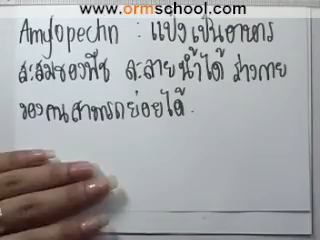 www.ormschool.com
Amylopectin : แป้งเป็นอาหาร
สะสมของพืช ละลายน้ำได้ ร่างกาย
ของคนสามารถย่อยได้.